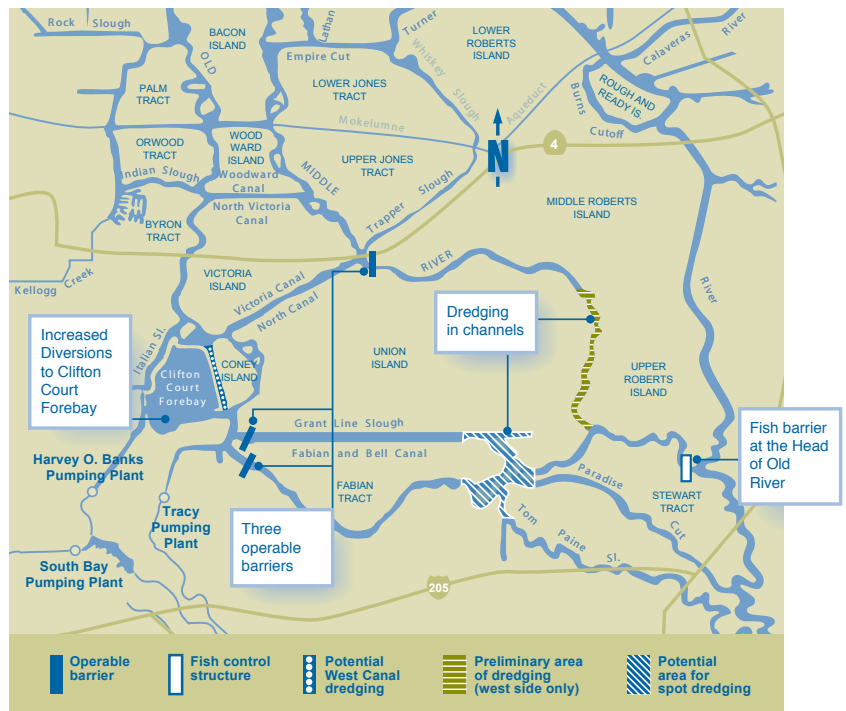 Rock Slough
BACON
ISLAND
Lathan
Turner
LOWER
ROBERTS
ISLAND
Calaveras River
OLD
Empire Cut
Whiskey Slough
PALM
TRACT
LOWER JONES
TRACT
ROUGH AND
READY IS.
Burns
Cutoff
Mokelumne
Aqueduct
ORWOOD
TRACT
WOOD
WARD
ISLAND
4
N
UPPER JONES
TRACT
Indian Slough
Woodward
Canal
MIDDLE
Trapper Slough
North Victoria
Canal
MIDDLE ROBERTS
ISLAND
BYRON
TRACT
RIVER
Kellogg Creek
VICTORIA
ISLAND
Victoria Canal
North Canal
River
Increased
Diversions
to Clifton
Court
Forebay
Italian Sl.
Dredging
in channels
Clifton
Court
Forebay
CONEY
ISLAND
UNION
ISLAND
UPPER
ROBERTS
ISLAND
Grant Line Slough
Fabian and Bell Canal
Fish barrier
at the Head
of Old
River
Harvey O. Banks
Pumping Plant
FABIAN
TRACT
Paradise
Cut
STEWART
TRACT
Tracy
Pumping
Plant
Three
operable
barriers
Tom Paine Sl.
South Bay
Pumping Plant
205
Operable
barrier
Fish control
structure
Potential
West Canal
dredging
Preliminary area
of dredging
(west side only)
Potential
area for
spot dredging